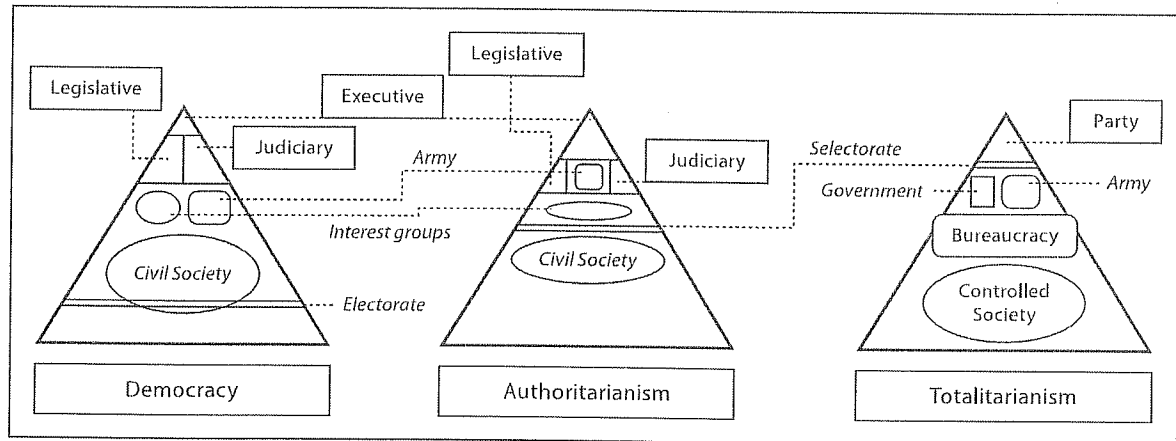 Legislative
Legislative
Executive
Party
Judiciary
Army
Judiciary
Selectorate
Government
Army
Interest groups
Bureaucracy
Civil Society
Civil Society
Electorate
Controlled
Society
Democracy
Authoritarianism
Totalitarianism